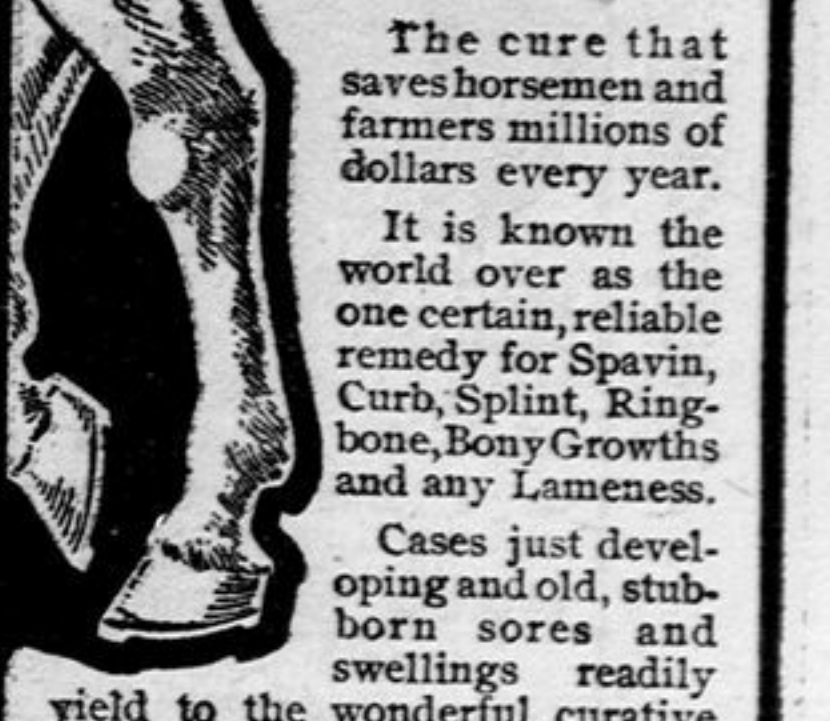 The cure that
saves horsemen and
farmers millions of
dollars every year.
It is known the
world over as the
one certain, reliable
remedy for Spavin,
Curb, Splint, Ring-
bone, Bony Growths
and any Lameness.
Cases just devel-
oping and old, stub-
born sores and
swellings readily
yield to the wonderful curative